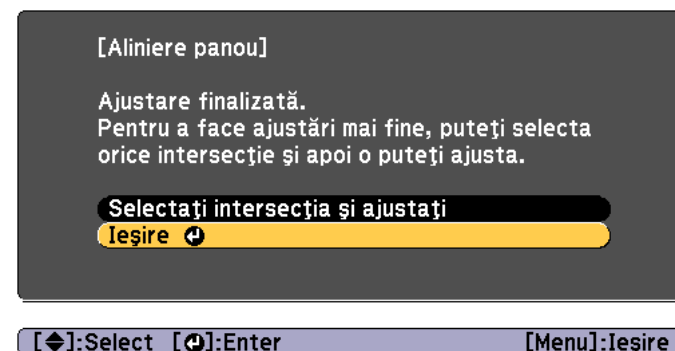 [Aliniere panou]
Ajustare finalizată.
Pentru a face ajustări mai fine, puteţi selecta
orice intersecţie şi apoi o puteţi ajusta.
Selectaţi intersecţia şi ajustaţi
Ieşire
[]:Select []:Enter [Menu]:Iesire